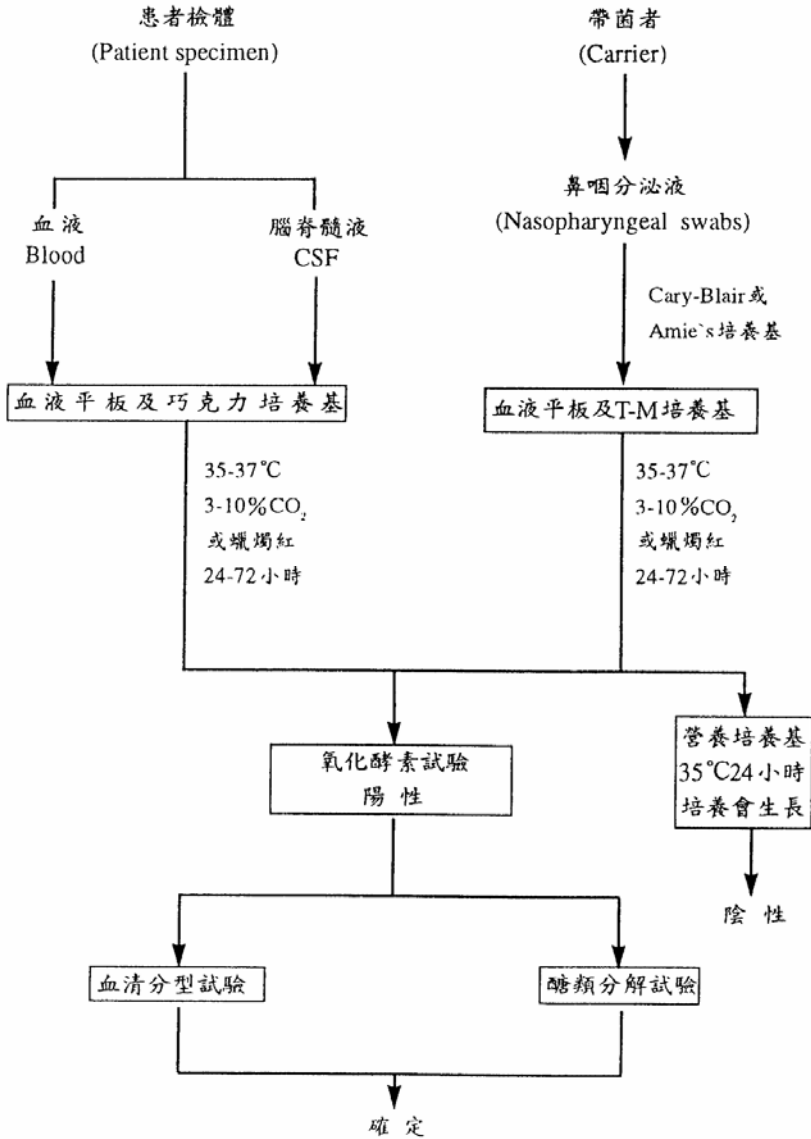 患者檢體
(Patient specimen)
帶菌者
(Carrier)
鼻咽分泌液
(Nasopharyngeal swabs)
血液
Blood
腦脊髓液
CSF
Cary-Blair或
Amie`s培養基
血液平板及巧克力培養基
血液平板及T-M培養基
35-37℃
3-10%CO₂
或蠟燭紅
24-72小時
35-37℃
3-10%CO₂
或蠟燭紅
24-72小時
氧化酵素試驗
陽性
營養培養基
35℃24小時
培養會生長
陰性
血清分型試驗
醣類分解試驗
確定